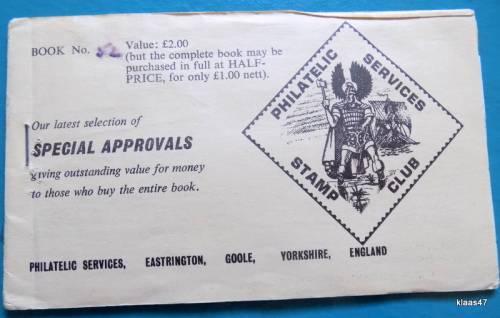 BOOK No. 52 Value: £2.00
(but the complete book may be
purchased in full at HALF-
PRICE, for only £1.00 nett).
Our latest selection of
SPECIAL APPROVALS
giving outstanding value for money
to those who buy the entire book.
PHILATELIC SERVICES
STAMP CLUB
PHILATELIC SERVICES, EASTRINGTON, GOOLE, YORKSHIRE, ENGLAND
klaas47